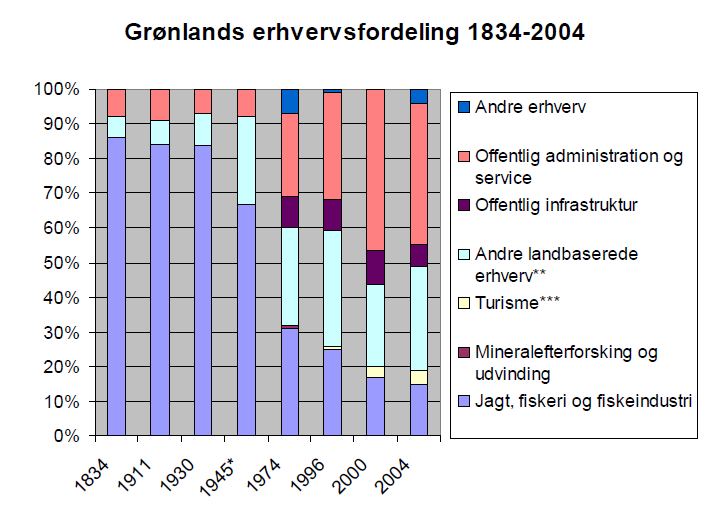 Grønlands erhvervsfordeling 1834-2004
100%
90%
80%
70%
60%
50%
40%
30%
20%
10%
0%
1834
1911
1930
1945*
1974
1996
2000
2004
Andre erhverv
Offentlig administration og
service
Offentlig infrastruktur
Andre landbaserede
erhverv**
Turisme***
Mineralefterforsking og
udvinding
Jagt, fiskeri og fiskeindustri